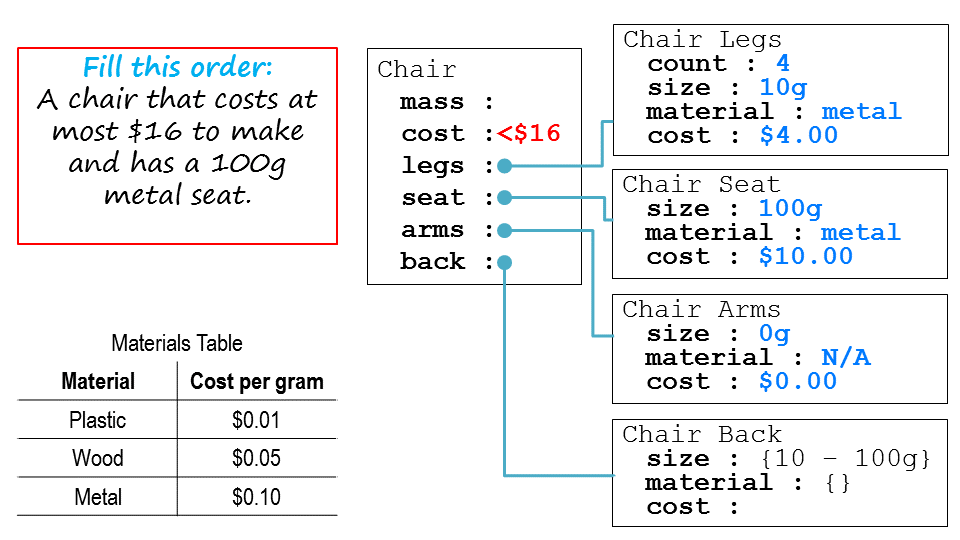 Fill this order:
A chair that costs at
most $16 to make
and has a 100g
metal seat.
Materials Table
Material Cost per gram
Plastic $0.01
Wood $0.05
Metal $0.10
Chair
mass :
cost :<$16
legs :
seat :
arms :
back :
Chair Legs
count : 4
size : 10g
material : metal
cost : $4.00
Chair Seat
size : 100g
material : metal
cost : $10.00
Chair Arms
size : 0g
material : N/A
cost : $0.00
Chair Back
size : {10 – 100g}
material : {}
cost :